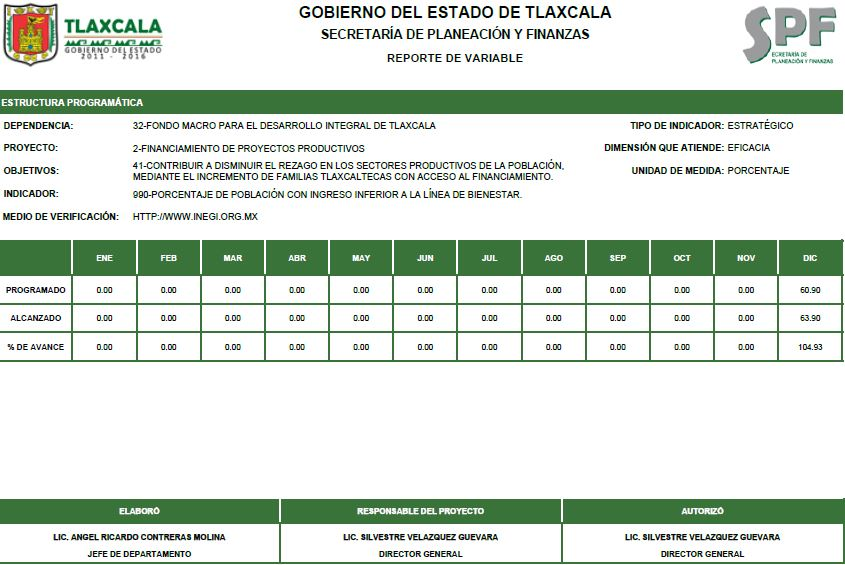 TLAXCALA
GOBIERNO DEL ESTADO
2011 - 2016
GOBIERNO DEL ESTADO DE TLAXCALA
SECRETARÍA DE PLANEACIÓN Y FINANZAS
REPORTE DE VARIABLE
SPF
SECRETARÍA DE
PLANEACIÓN Y FINANZAS
ESTRUCTURA PROGRAMÁTICA
DEPENDENCIA: 32-FONDO MACRO PARA EL DESARROLLO INTEGRAL DE TLAXCALA TIPO DE INDICADOR: ESTRATÉGICO
PROYECTO: 2-FINANCIAMIENTO DE PROYECTOS PRODUCTIVOS DIMENSIÓN QUE ATIENDE: EFICACIA
OBJETIVOS: 41-CONTRIBUIR A DISMINUIR EL REZAGO EN LOS SECTORES PRODUCTIVOS DE LA POBLACIÓN, UNIDAD DE MEDIDA: PORCENTAJE
MEDIANTE EL INCREMENTO DE FAMILIAS TLAXCALTECAS CON ACCESO AL FINANCIAMIENTO.
INDICADOR: 990-PORCENTAJE DE POBLACIÓN CON INGRESO INFERIOR A LA LÍNEA DE BIENESTAR.
MEDIO DE VERIFICACIÓN: HTTP://WWW.INEGI.ORG.MX
ENE FEB MAR ABR MAY JUN JUL AGO SEP OCT NOV DIC
PROGRAMADO 0.00 0.00 0.00 0.00 0.00 0.00 0.00 0.00 0.00 0.00 0.00 60.90
ALCANZADO 0.00 0.00 0.00 0.00 0.00 0.00 0.00 0.00 0.00 0.00 0.00 63.90
% DE AVANCE 0.00 0.00 0.00 0.00 0.00 0.00 0.00 0.00 0.00 0.00 0.00 104.93
ELABORÓ RESPONSABLE DEL PROYECTO AUTORIZÓ
LIC. ANGEL RICARDO CONTRERAS MOLINA LIC. SILVESTRE VELAZQUEZ GUEVARA LIC. SILVESTRE VELAZQUEZ GUEVARA
JEFE DE DEPARTAMENTO DIRECTOR GENERAL DIRECTOR GENERAL